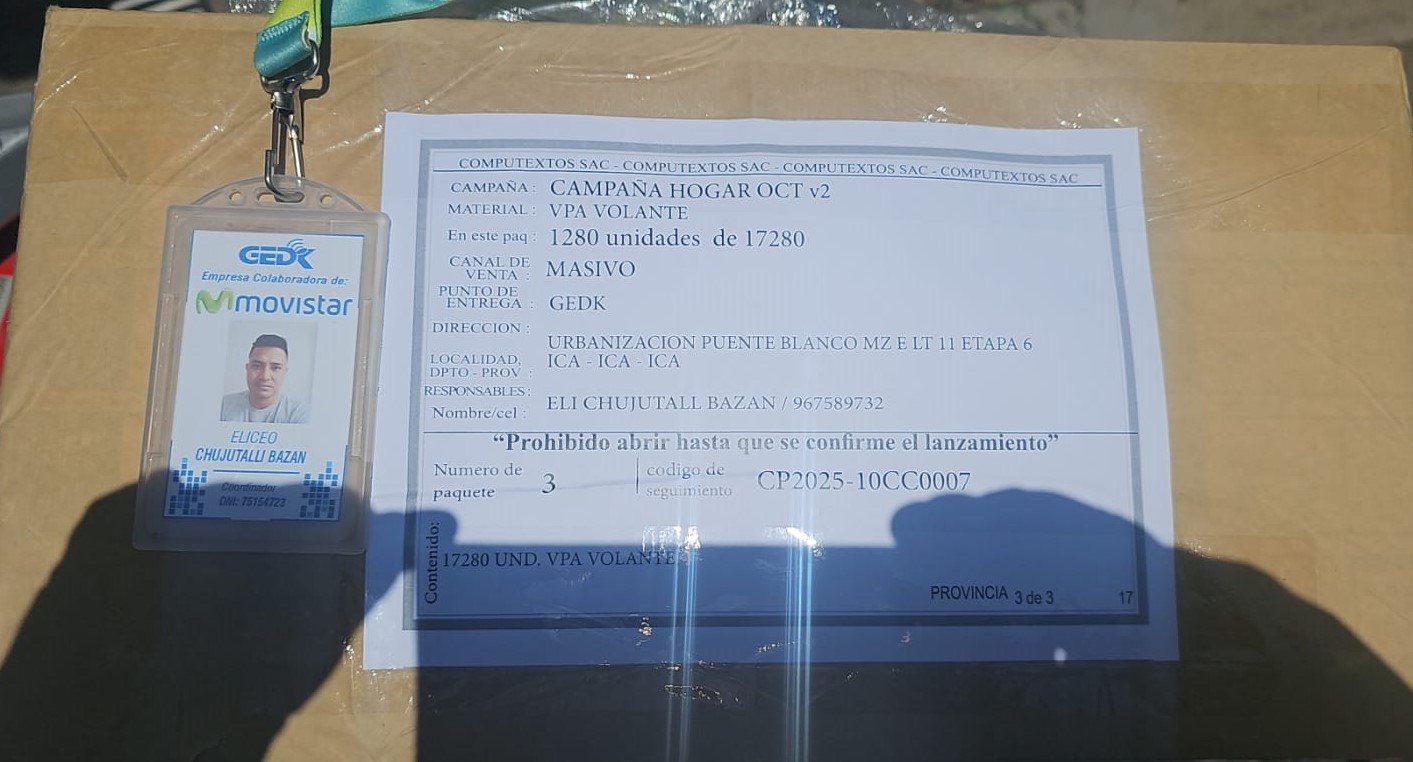 GEDK
Empresa Colaboradora de:
movistar
ELICEO
CHUJUTALLI BAZAN
Coordinador
DNI: 75154723
COMPUTEXTOS SAC - COMPUTEXTOS SAC - COMPUTEXTOS SAC - COMPUTEXTOS SAC
CAMPAÑA : CAMPAÑA HOGAR OCT v2
MATERIAL : VPA VOLANTE
En este paq : 1280 unidades de 17280
CANAL DE VENTA : MASIVO
PUNTO DE ENTREGA : GEDK
DIRECCION :
URBANIZACION PUENTE BLANCO MZ E LT 11 ETAPA 6
LOCALIDAD, DPTO - PROV : ICA - ICA - ICA
RESPONSABLES:
Nombre/cel : ELI CHUJUTALL BAZAN / 967589732
“Prohibido abrir hasta que se confirme el lanzamiento”
Numero de paquete 3 codigo de seguimiento CP2025-10CC0007
Contenido:
17280 UND. VPA VOLANTE
PROVINCIA 3 de 3 17